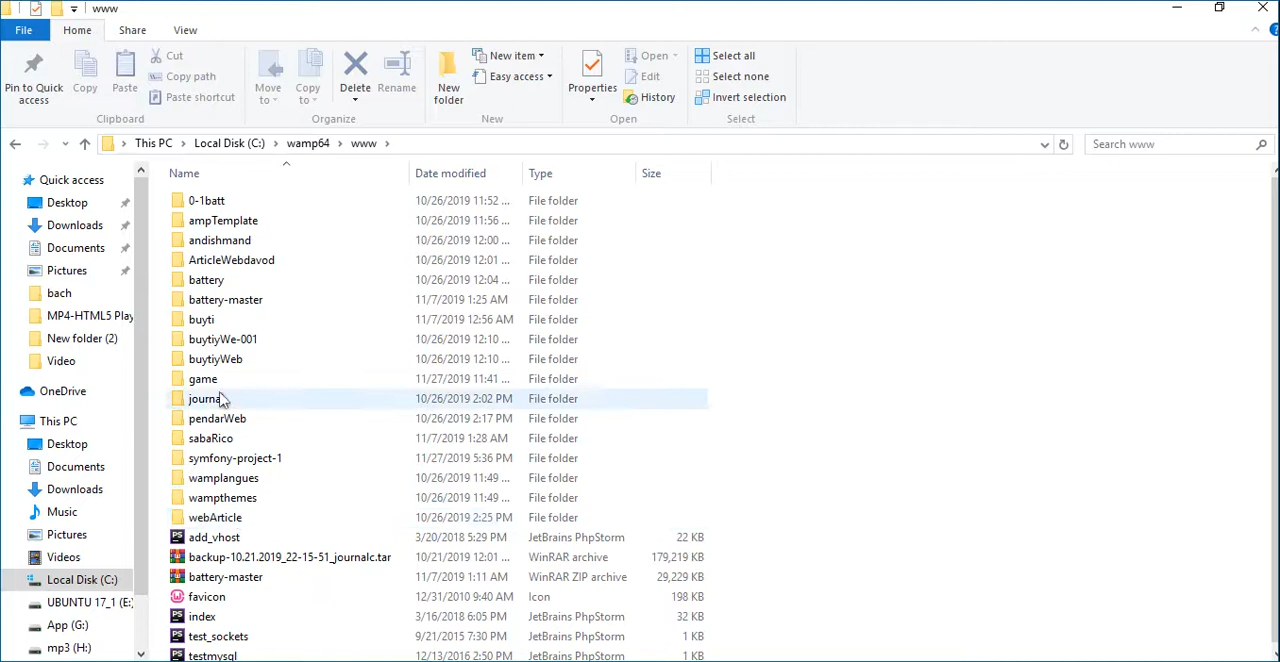 www
File Home Share View
Pin to Quick access
Copy
Paste
Cut
Copy path
Paste shortcut
Clipboard
Move to
Copy to
Delete
Rename
Organize
New folder
New item
Easy access
New
Properties
Open
Edit
History
Open
Select all
Select none
Invert selection
Select
This PC > Local Disk (C:) > wamp64 > www >
Search www
Quick access
Desktop
Downloads
Documents
Pictures
bach
MP4-HTML5 Play
New folder (2)
Video
OneDrive
This PC
Desktop
Documents
Downloads
Music
Pictures
Videos
Local Disk (C:)
UBUNTU 17_1 (E:)
App (G:)
mp3 (H:)
Name Date modified Type Size
0-1batt 10/26/2019 11:52 ... File folder
ampTemplate 10/26/2019 11:56 ... File folder
andishmand 10/26/2019 12:00 ... File folder
ArticleWebdavod 10/26/2019 12:01 ... File folder
battery 10/26/2019 12:04 ... File folder
battery-master 11/7/2019 1:25 AM File folder
buyti 11/7/2019 12:56 AM File folder
buytiyWe-001 10/26/2019 12:10 ... File folder
buytiyWeb 10/26/2019 12:10 ... File folder
game 11/27/2019 11:41 ... File folder
journa 10/26/2019 2:02 PM File folder
pendarWeb 10/26/2019 2:17 PM File folder
sabaRico 11/7/2019 1:28 AM File folder
symfony-project-1 11/27/2019 5:36 PM File folder
wamplangues 10/26/2019 11:49 ... File folder
wampthemes 10/26/2019 11:49 ... File folder
webArticle 10/26/2019 2:25 PM File folder
add_vhost 3/20/2018 5:29 PM JetBrains PhpStorm 22 KB
backup-10.21.2019_22-15-51_journalc.tar 10/21/2019 12:01 ... WinRAR archive 179,219 KB
battery-master 11/7/2019 1:11 AM WinRAR ZIP archive 29,229 KB
favicon 12/31/2010 9:40 AM Icon 198 KB
index 3/16/2018 6:05 PM JetBrains PhpStorm 32 KB
test_sockets 9/21/2015 7:30 PM JetBrains PhpStorm 1 KB
testmysql 12/13/2016 2:50 PM JetBrains PhpStorm 1 KB